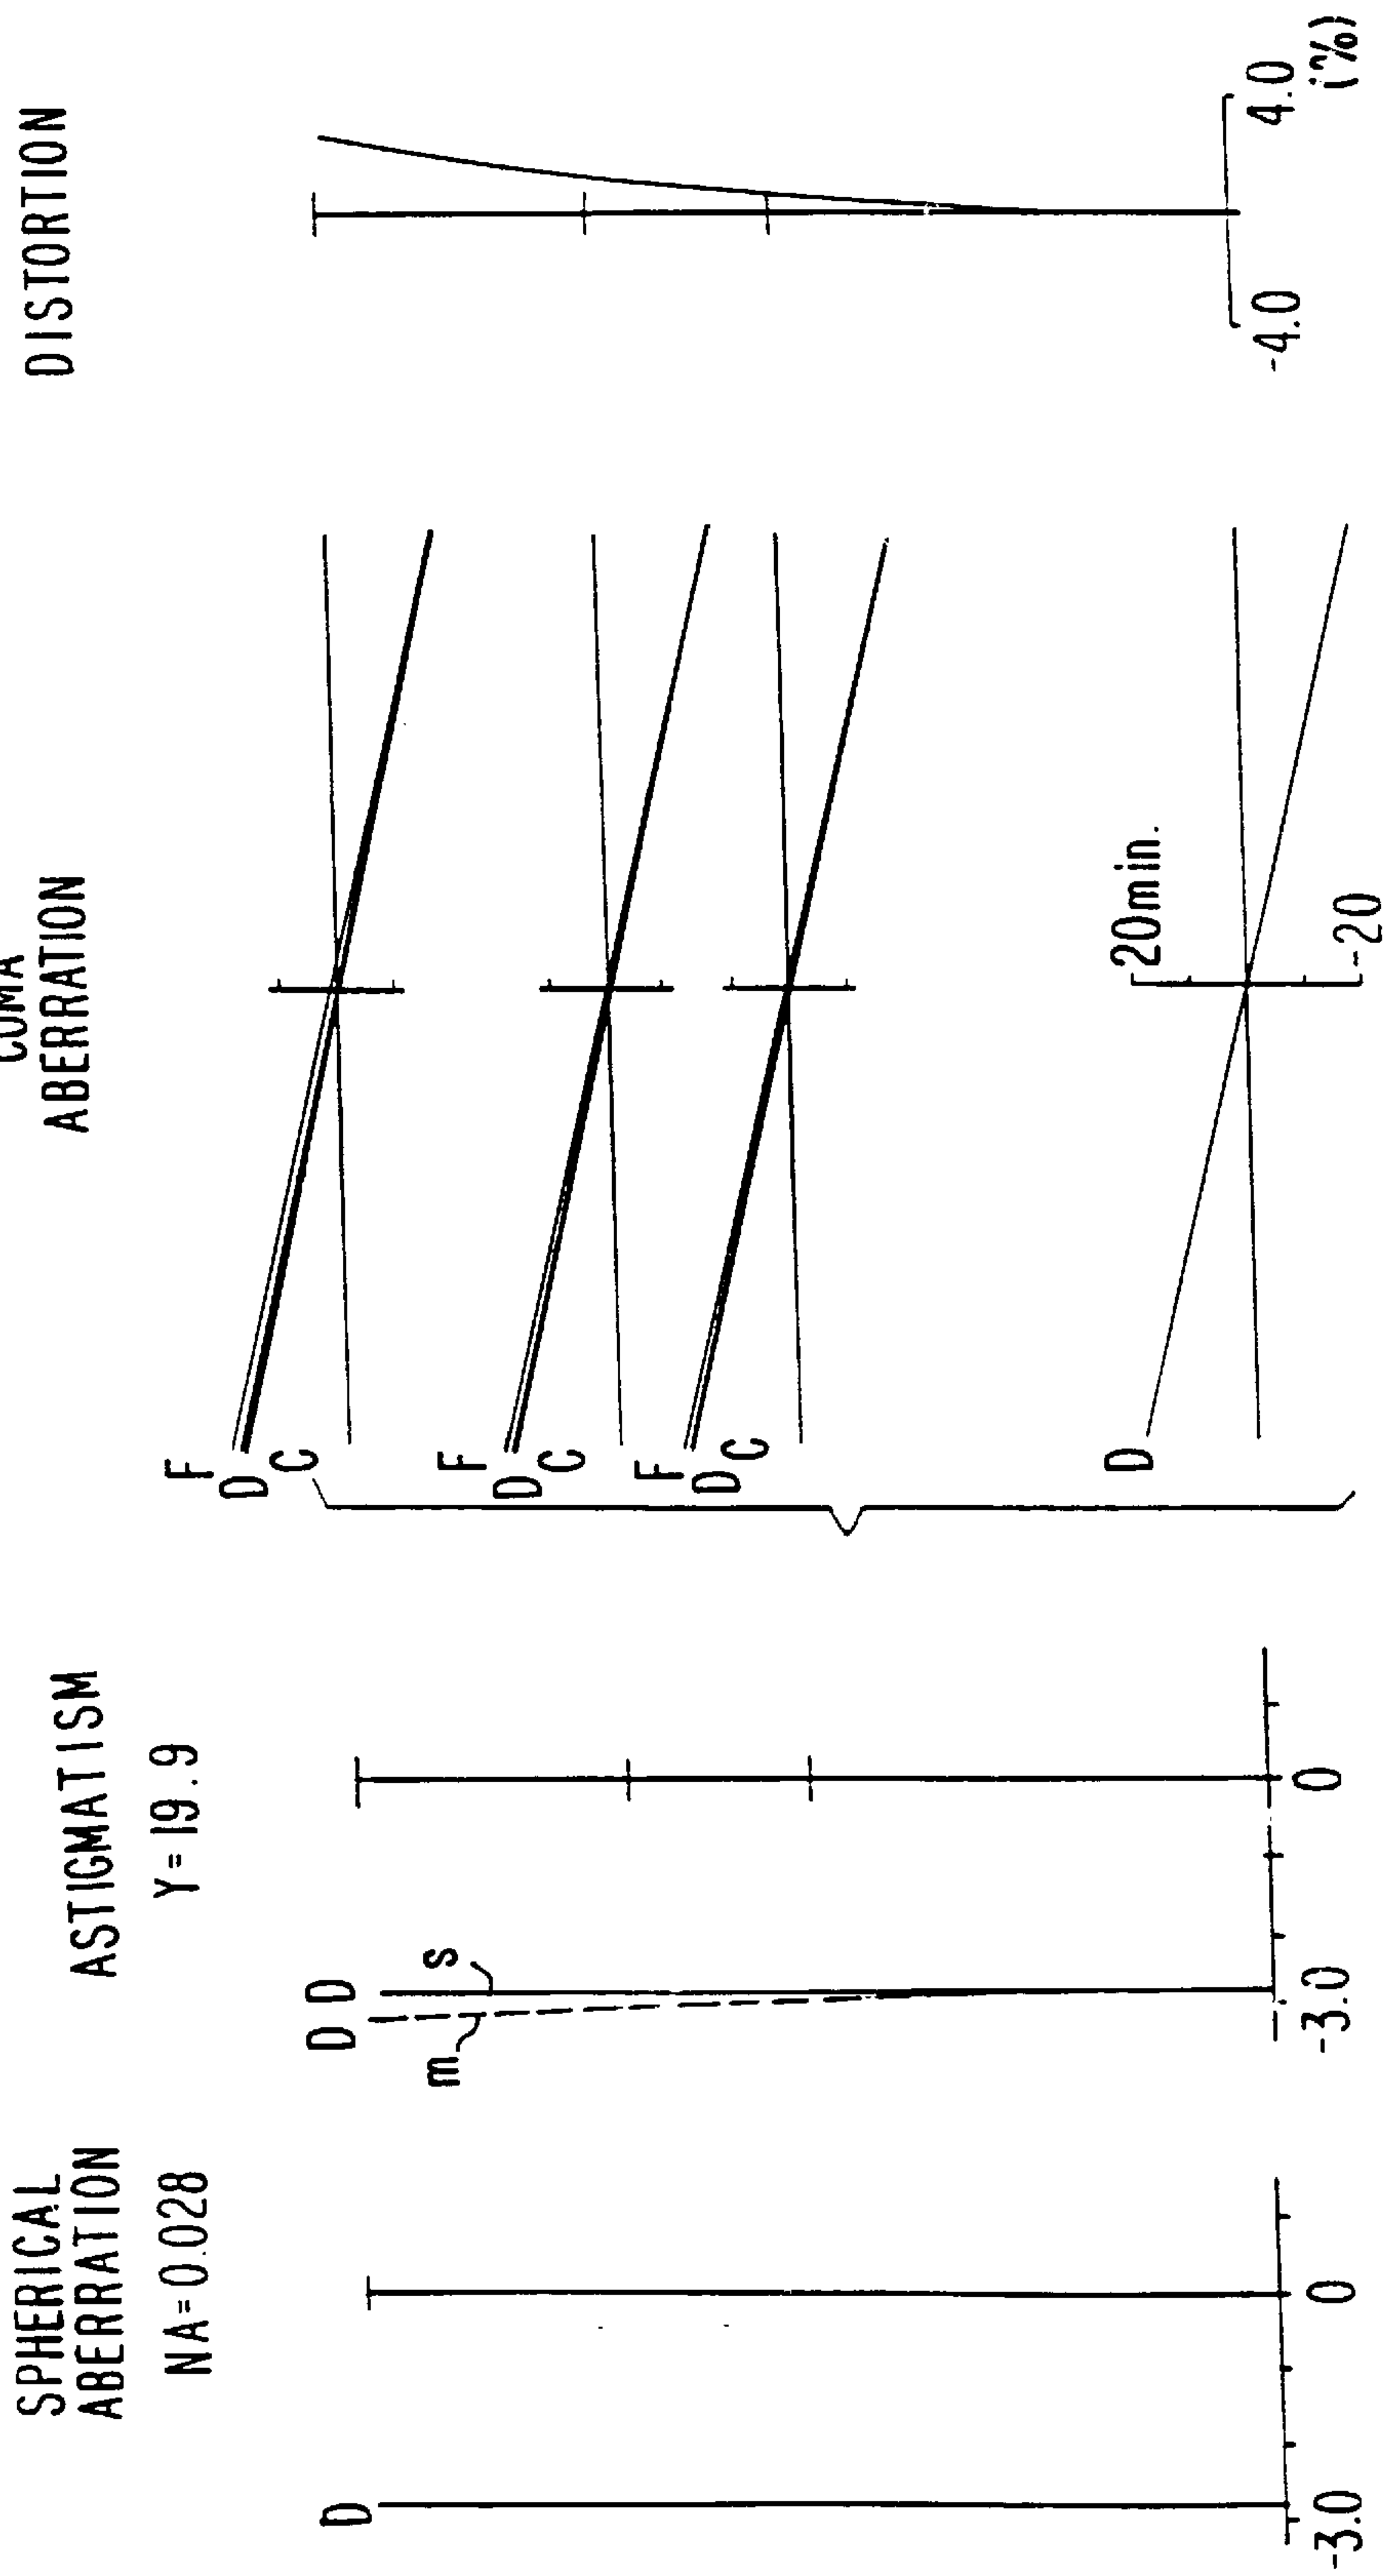 SPHERICAL
ABERRATION
NA=0.028
D
-3.0
0
ASTIGMATISM
Y=19.9
D
D
m
s
-3.0
0
COMA
ABERRATION
F
D
C
F
D
C
F
D
C
D
20min.
-20
DISTORTION
-4.0
4.0
(%)